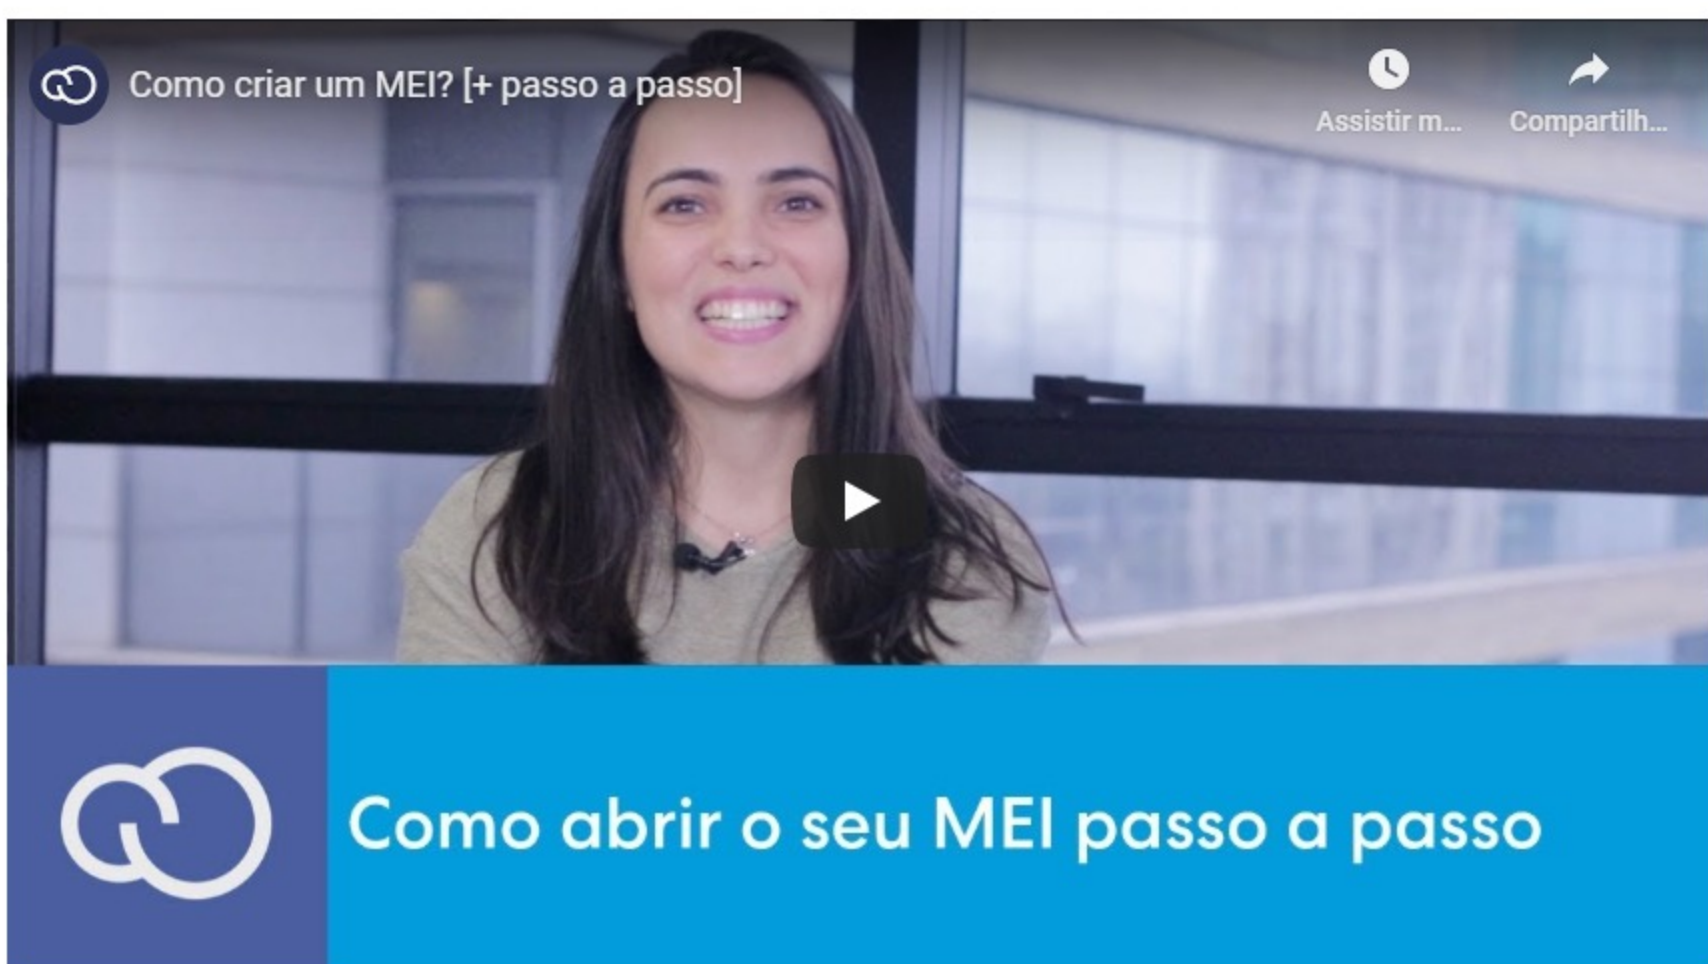 Como criar um MEI? [+ passo a passo]
Assistir m...
Compartilh...
Como abrir o seu MEI passo a passo